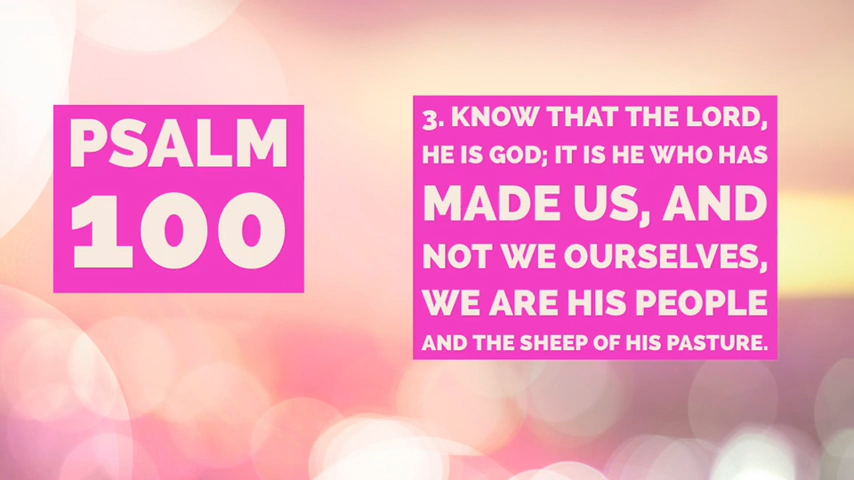 PSALM
100
3. KNOW THAT THE LORD,
HE IS GOD; IT IS HE WHO HAS
MADE US, AND
NOT WE OURSELVES,
WE ARE HIS PEOPLE
AND THE SHEEP OF HIS PASTURE.